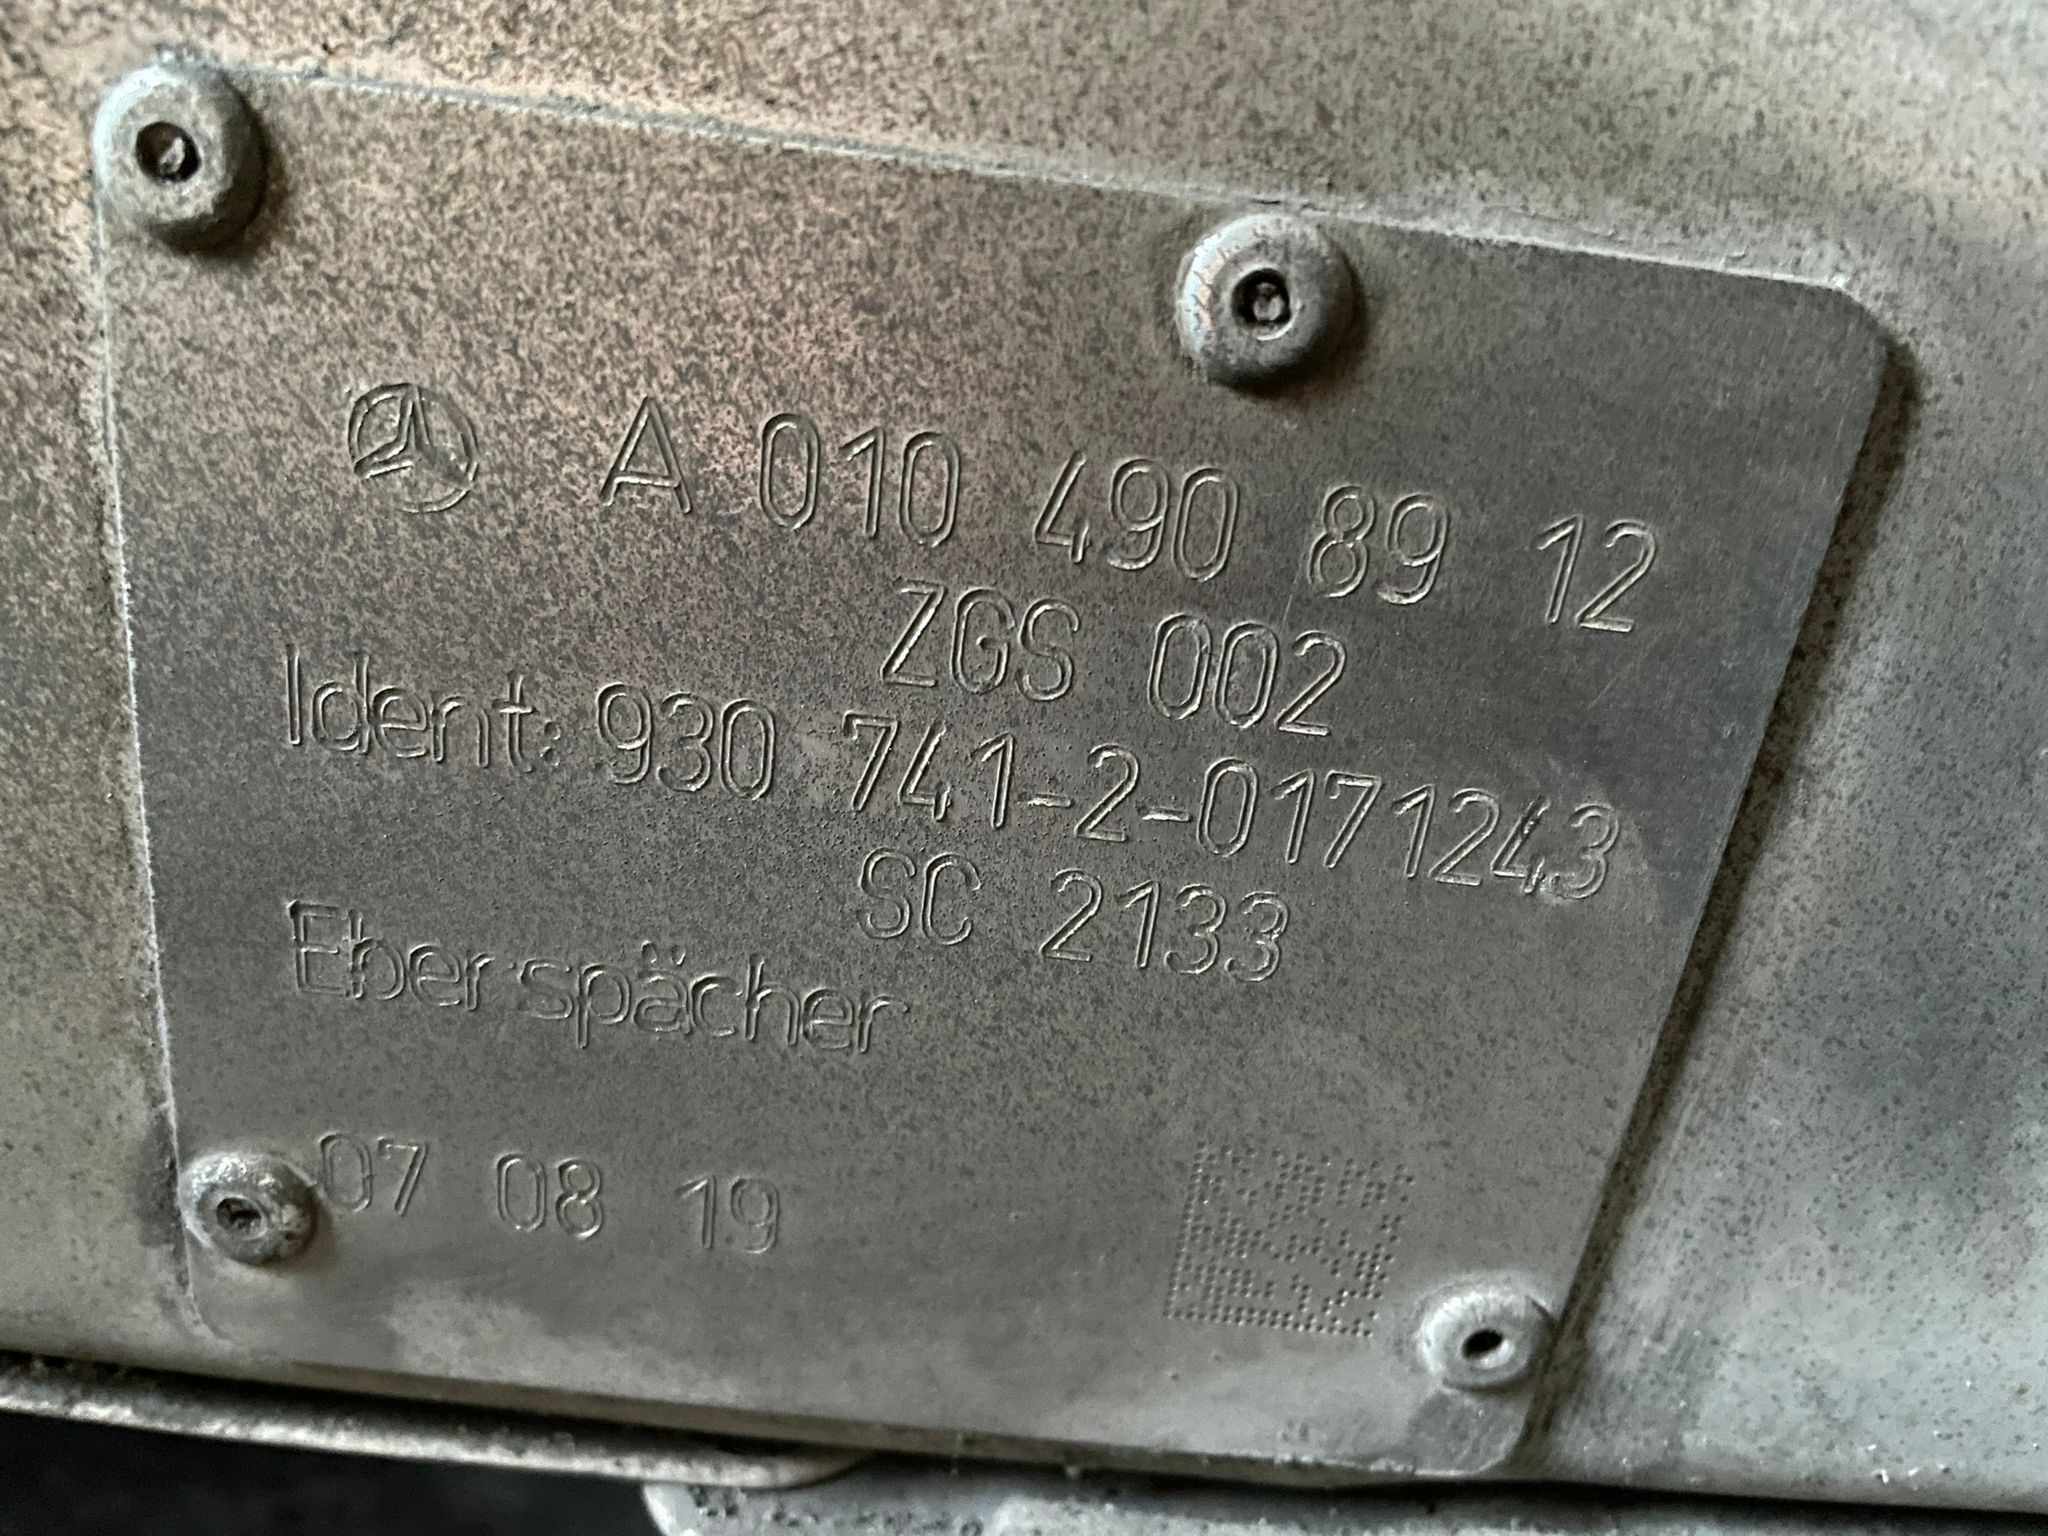 A 010 490 89 12
ZGS 002
Ident: 930 741-2-0171243
SC 2133
Eberspächer
07 08 19